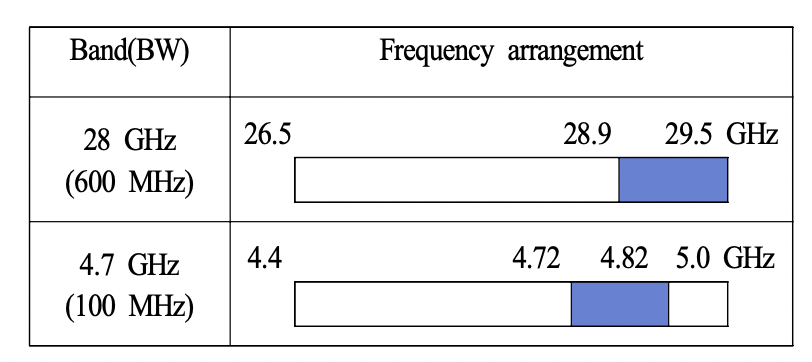 Band(BW) Frequency arrangement
28 GHz
(600 MHz)
26.5 28.9 29.5 GHz
4.7 GHz
(100 MHz)
4.4 4.72 4.82 5.0 GHz